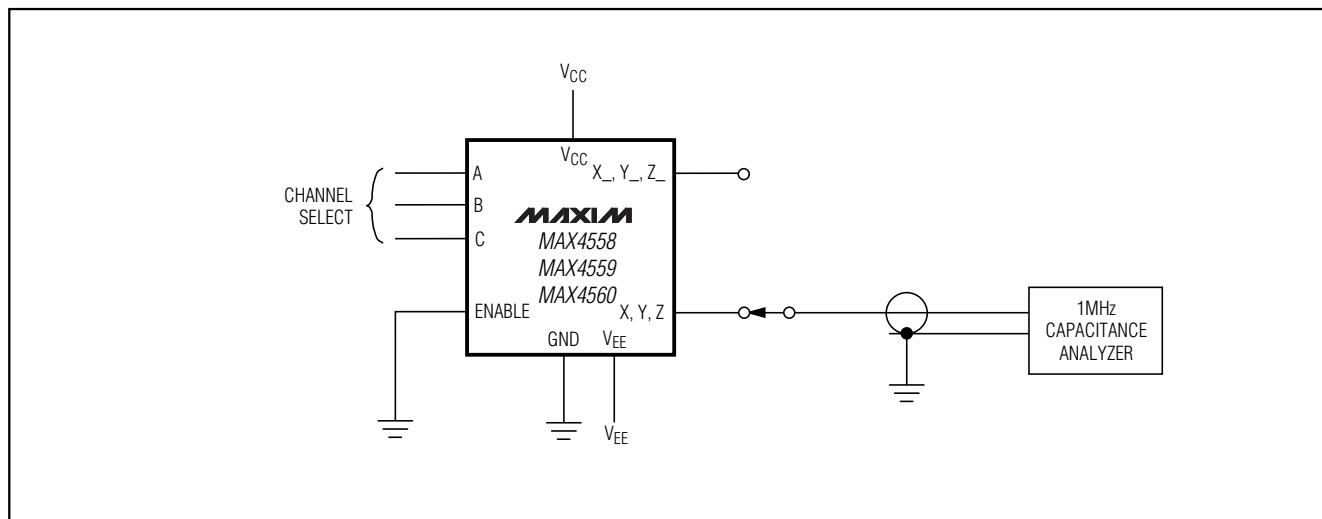 VCC
VCC
A
X_, Y_, Z_
CHANNEL
SELECT
B
MAXIM
C
MAX4558
MAX4559
MAX4560
ENABLE
X, Y, Z
GND
VEE
VEE
1MHz
CAPACITANCE
ANALYZER